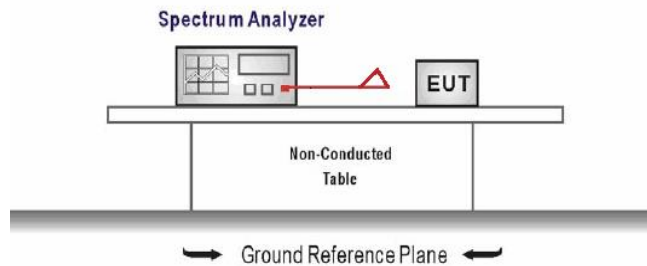 Spectrum Analyzer
EUT
Non-Conducted
Table
Ground Reference Plane